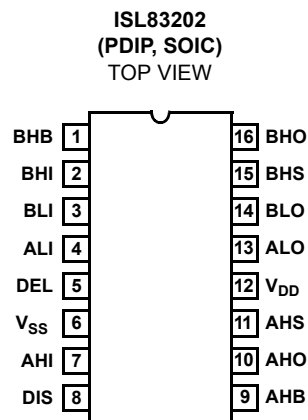 ISL83202
(PDIP, SOIC)
TOP VIEW
BHB 1 16 BHO
BHI 2 15 BHS
BLI 3 14 BLO
ALI 4 13 ALO
DEL 5 12 VDD
VSS 6 11 AHS
AHI 7 10 AHO
DIS 8 9 AHB